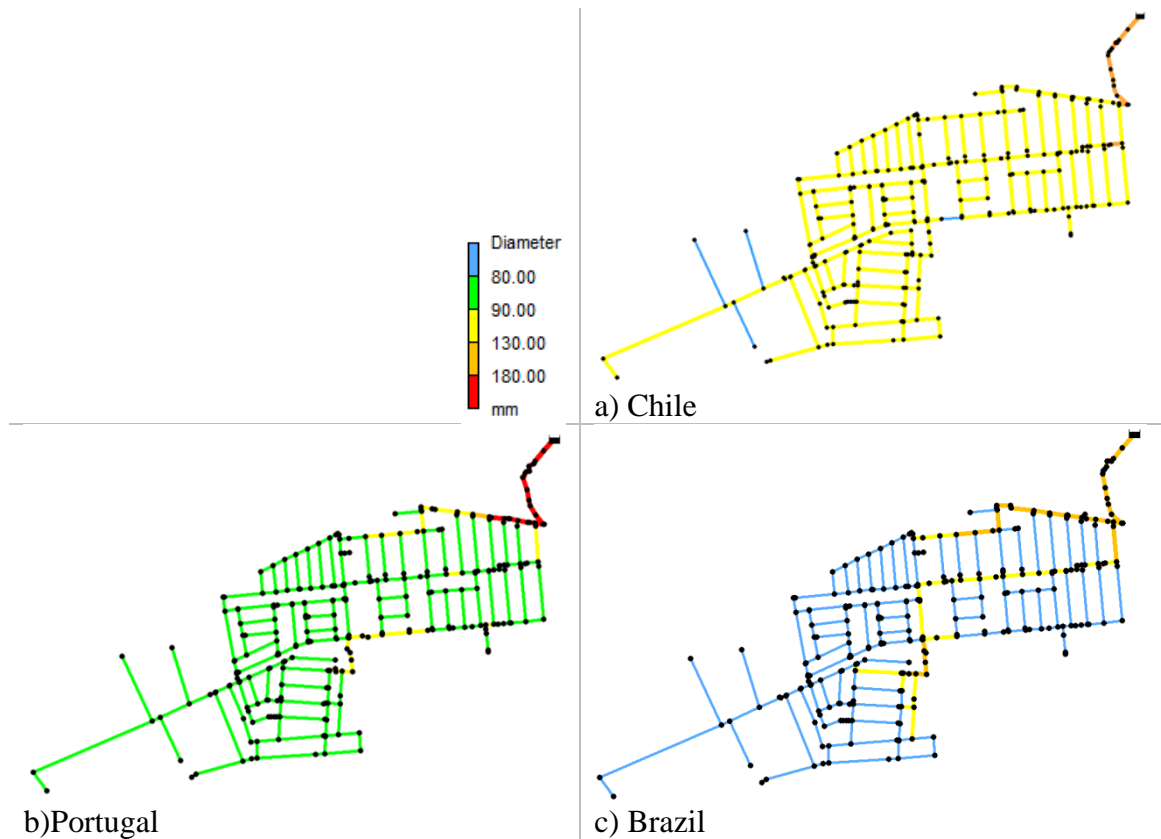 Diameter
80.00
90.00
130.00
180.00
mm
a) Chile
b)Portugal
c) Brazil